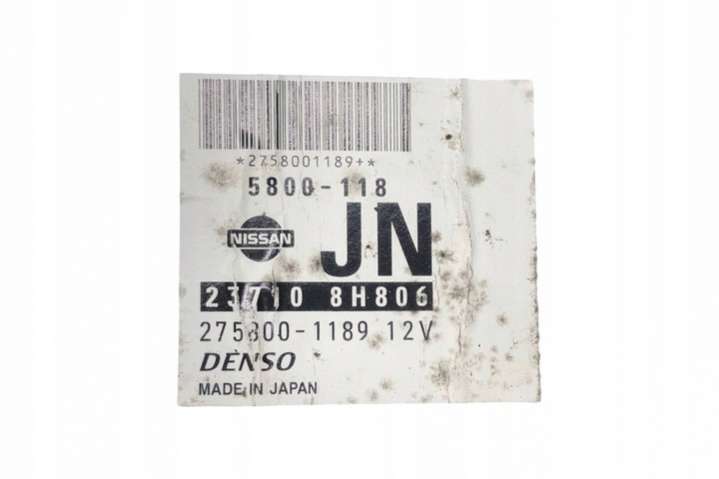 *2758001189+*
5800-118
NISSAN JN
23710 8H806
275800-1189 12V
DENSO
MADE IN JAPAN